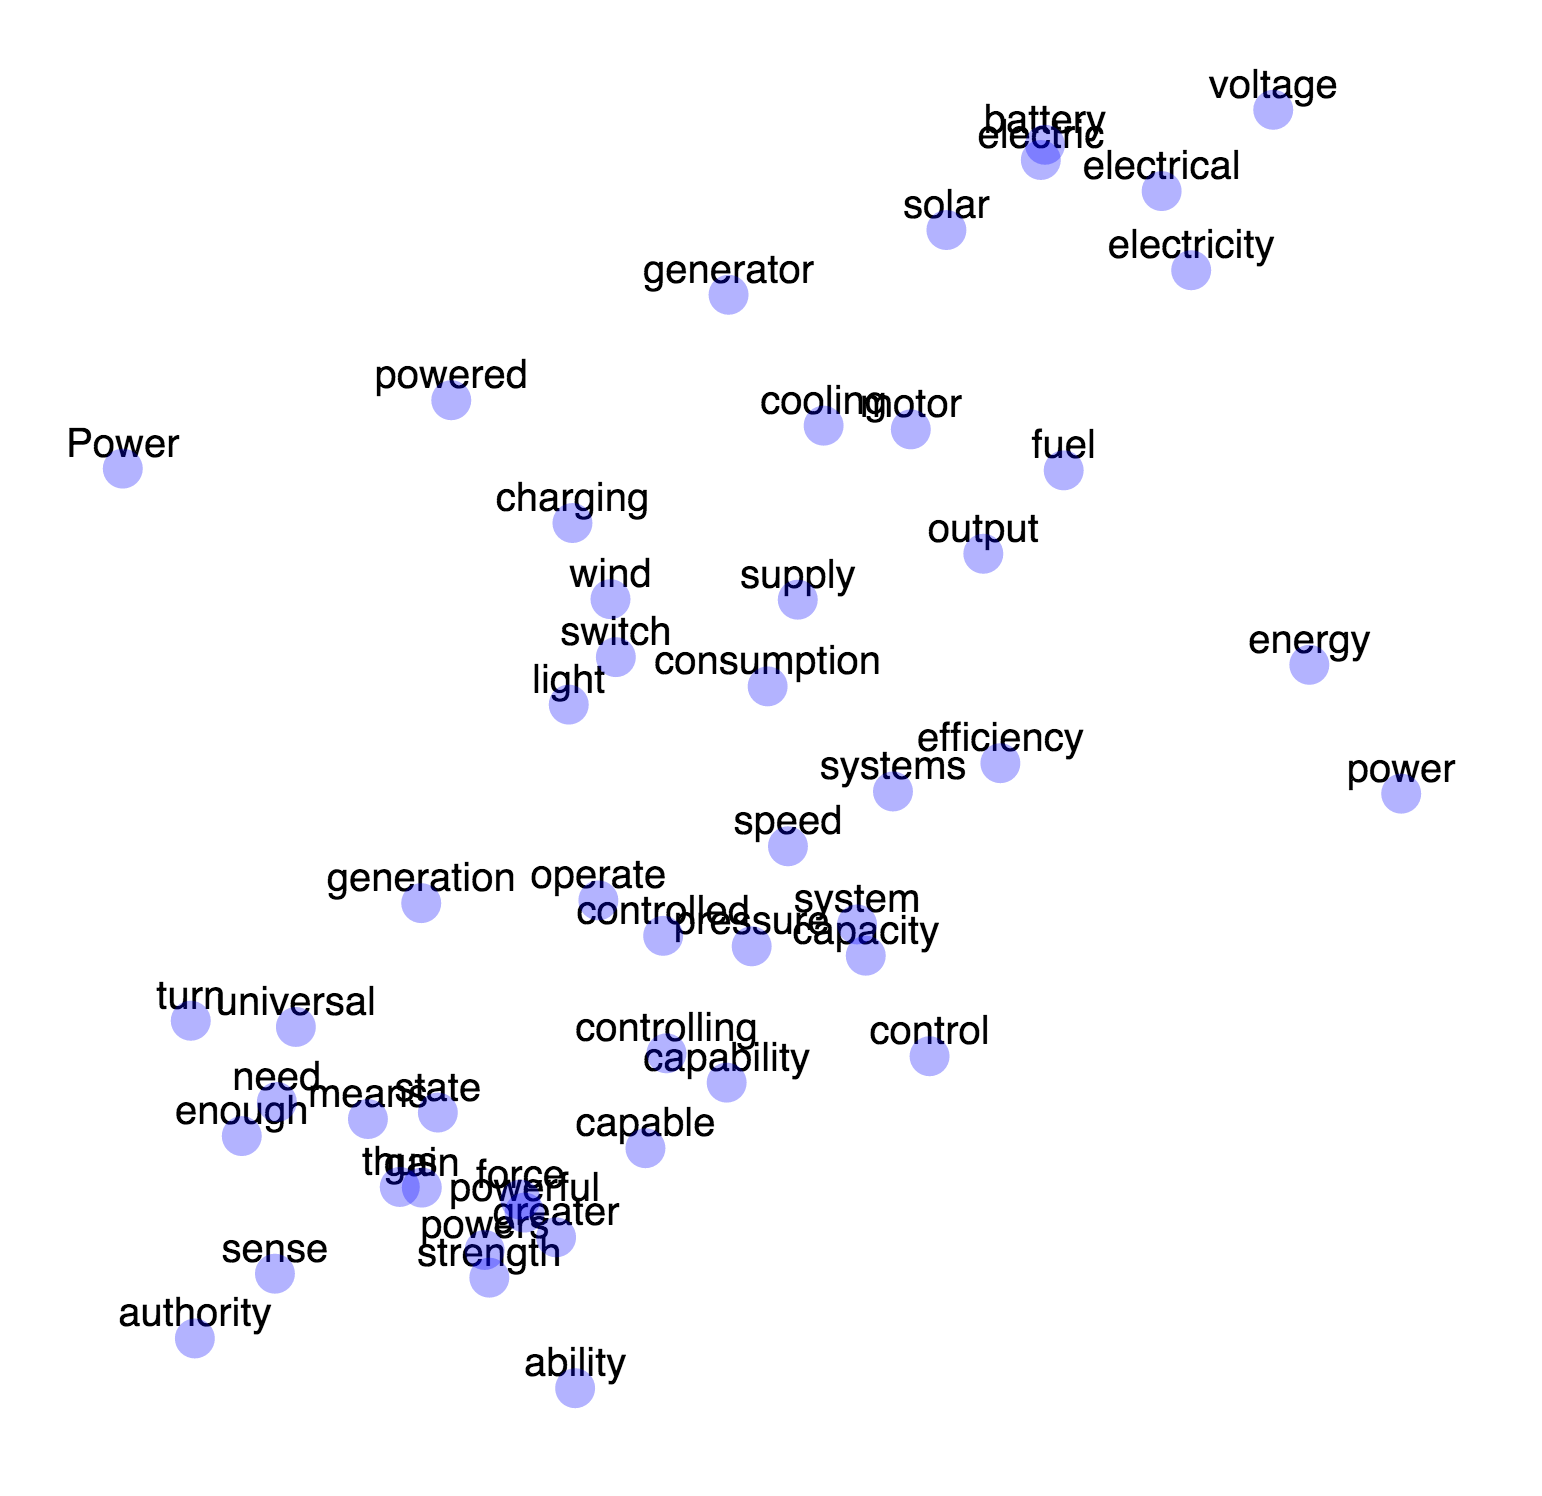 voltage
battery
electric
electrical
solar
electricity
generator
powered
cooling
motor
Power
fuel
charging
output
wind
supply
switch
consumption
energy
light
efficiency
systems
power
speed
generation
operate
system
controlled
pressure
capacity
turn
universal
controlling
control
capability
need
means
state
enough
capable
thus
gain
force
powerful
greater
powers
strength
sense
authority
ability